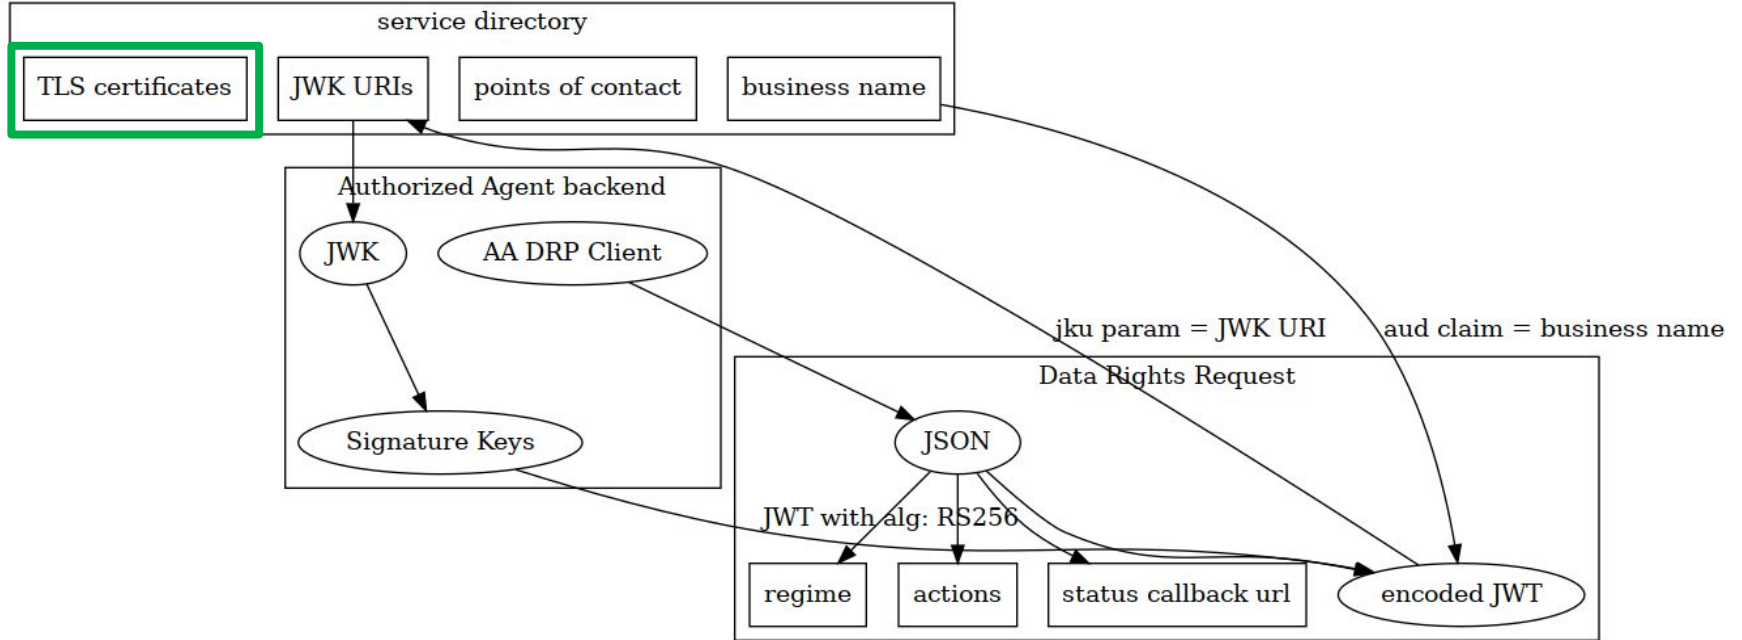 service directory
TLS certificates
JWK URIs
points of contact
business name
Authorized Agent backend
JWK
AA DRP Client
jku param = JWK URI
aud claim = business name
Data Rights Request
Signature Keys
JSON
JWT with alg: RS256
regime
actions
status callback url
encoded JWT